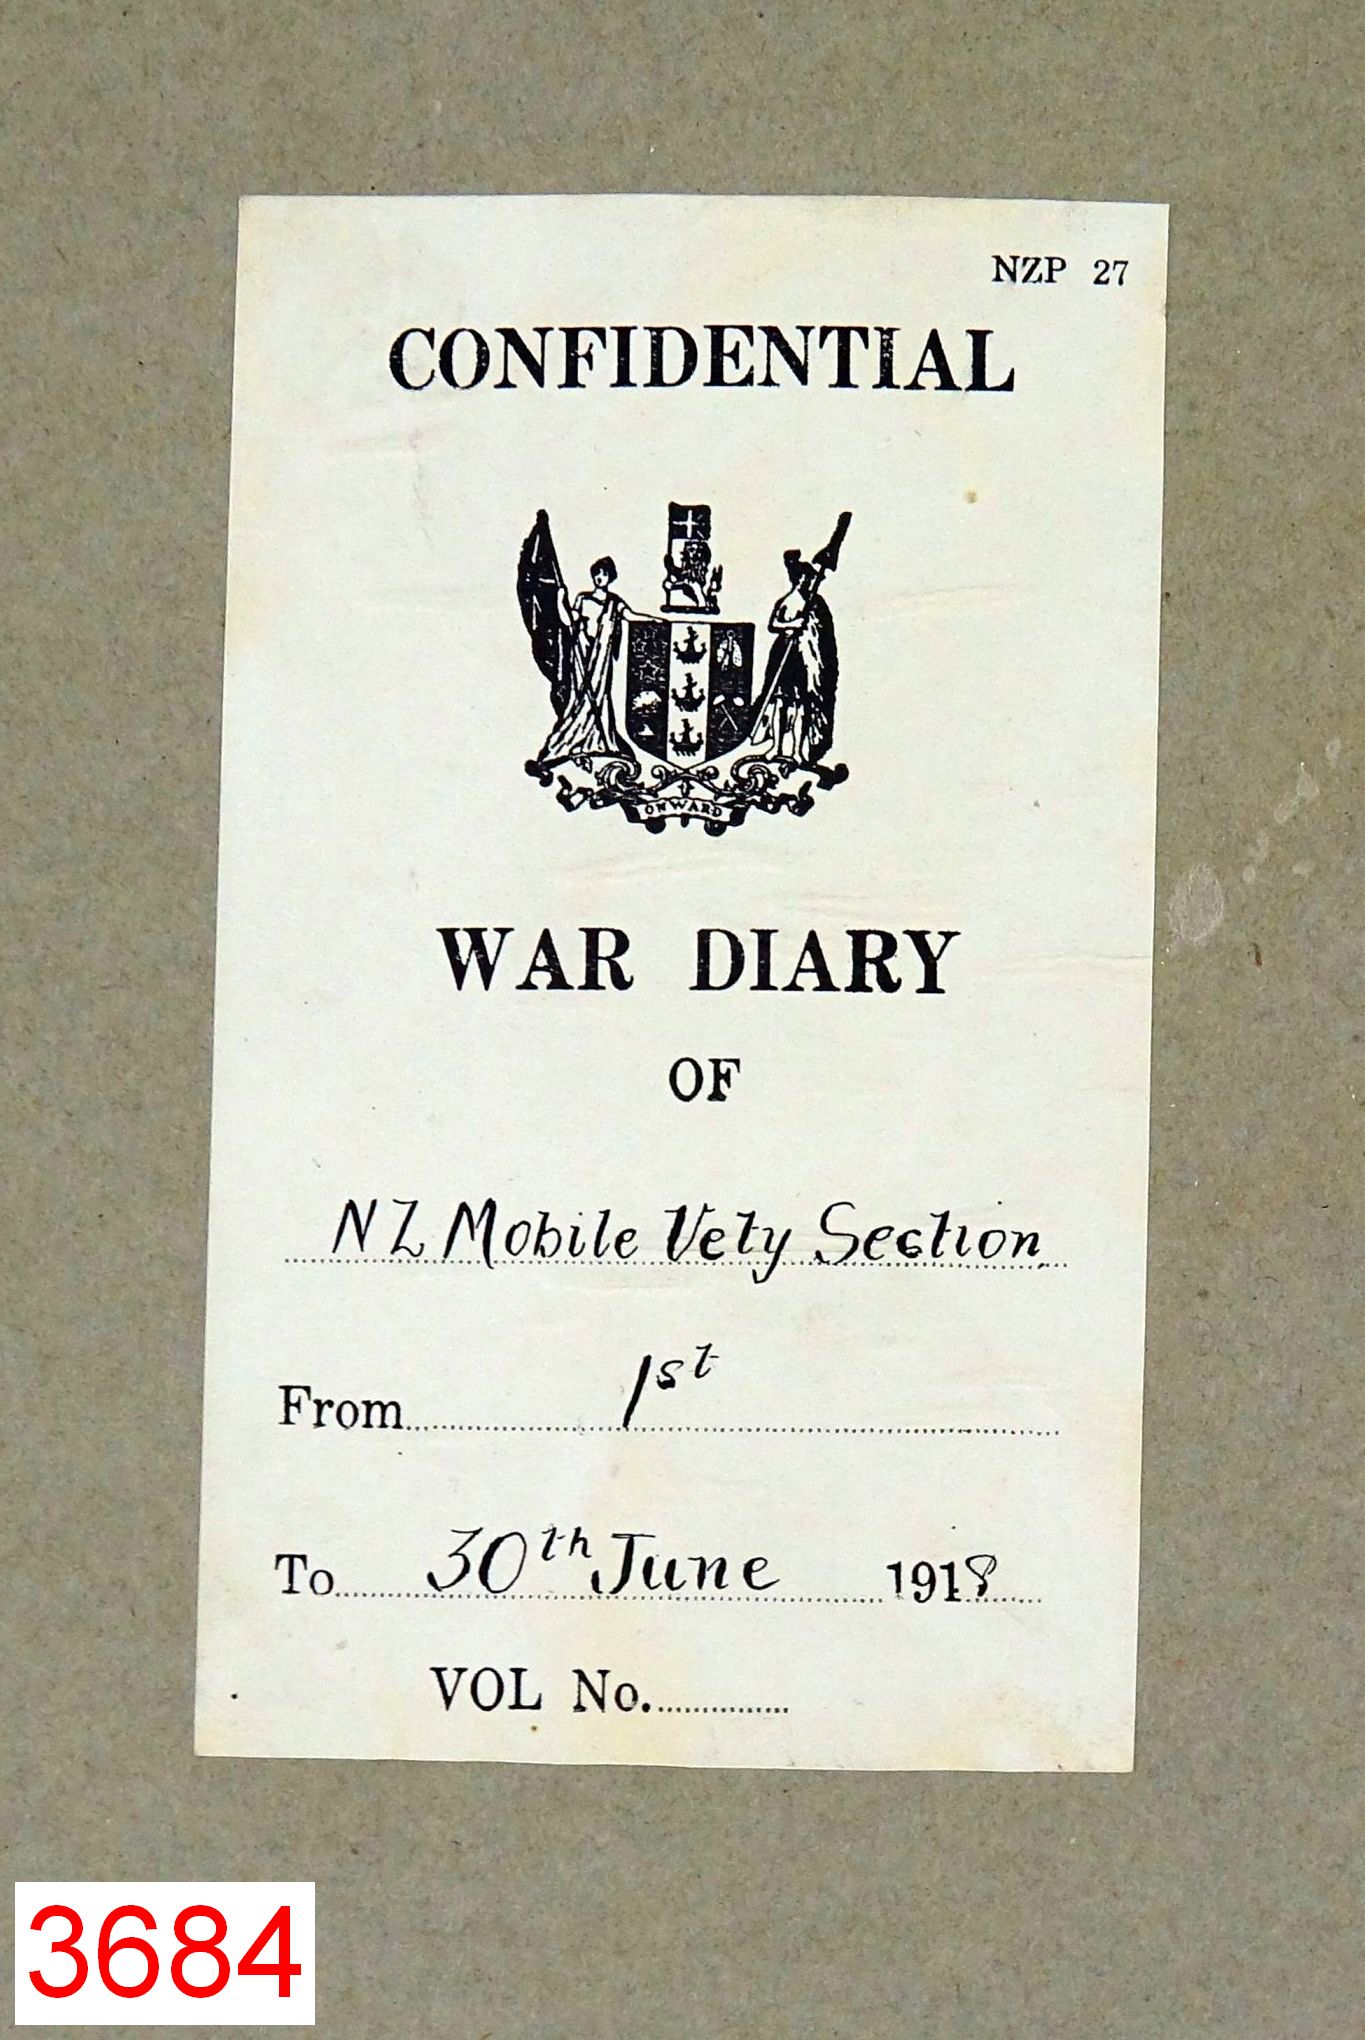 NZP 27
CONFIDENTIAL
ONWARD
WAR DIARY
OF
NZ Mobile Vety Section
From 1st
To 30th June 1918
VOL No.
3684